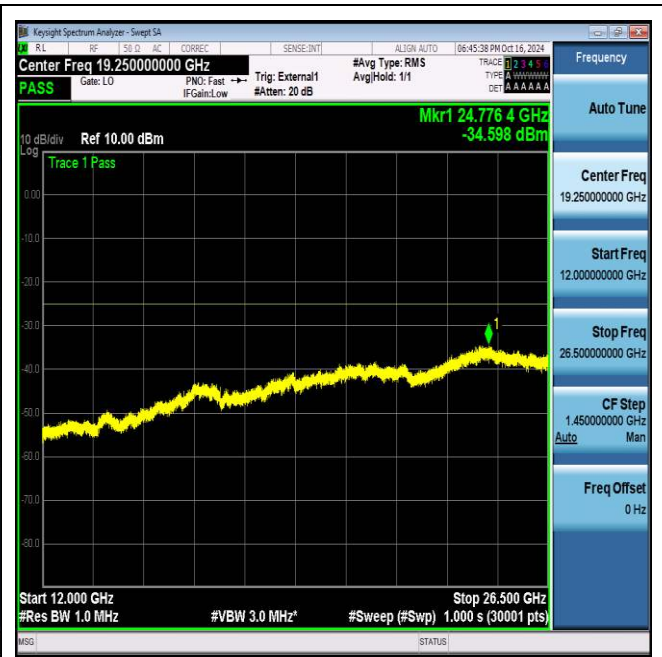 Keysight Spectrum Analyzer - Swept SA
RL RF 50 Ω AC CORREC SENSE:INT ALIGN AUTO 06:45:38 PM Oct 16, 2024
Center Freq 19.250000000 GHz #Avg Type: RMS TRACE 1 2 3 4 5 6
PASS Gate: LO PNO: Fast Trig: External1 Avg|Hold: 1/1 TYPE A WWWWW
IFGain:Low #Atten: 20 dB DET A A A A A A
Mkr1 24.776 4 GHz
10 dB/div Ref 10.00 dBm -34.598 dBm
Log
Trace 1 Pass
0.00
-10.0
-20.0
-30.0
1
-40.0
-50.0
-60.0
-70.0
-80.0
Start 12.000 GHz Stop 26.500 GHz
#Res BW 1.0 MHz #VBW 3.0 MHz* #Sweep (#Swp) 1.000 s (30001 pts)
MSG STATUS
Frequency
Auto Tune
Center Freq
19.250000000 GHz
Start Freq
12.000000000 GHz
Stop Freq
26.500000000 GHz
CF Step
1.450000000 GHz
Auto Man
Freq Offset
0 Hz